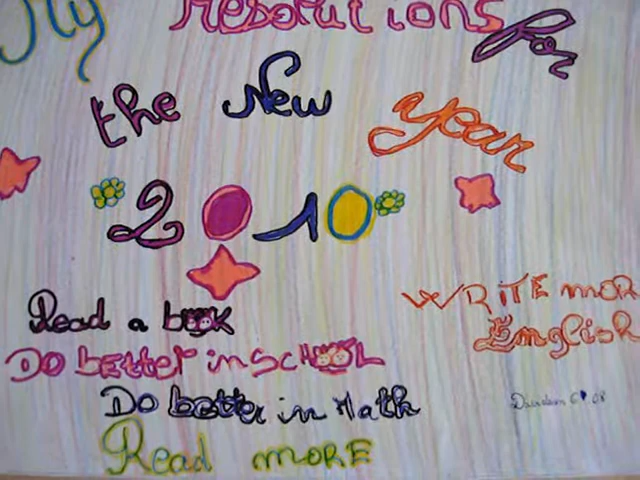 My Resolutions for
the New Year
2010
Read a book
Do better in School
Do better in Math
Read more
WRiTE moR
English